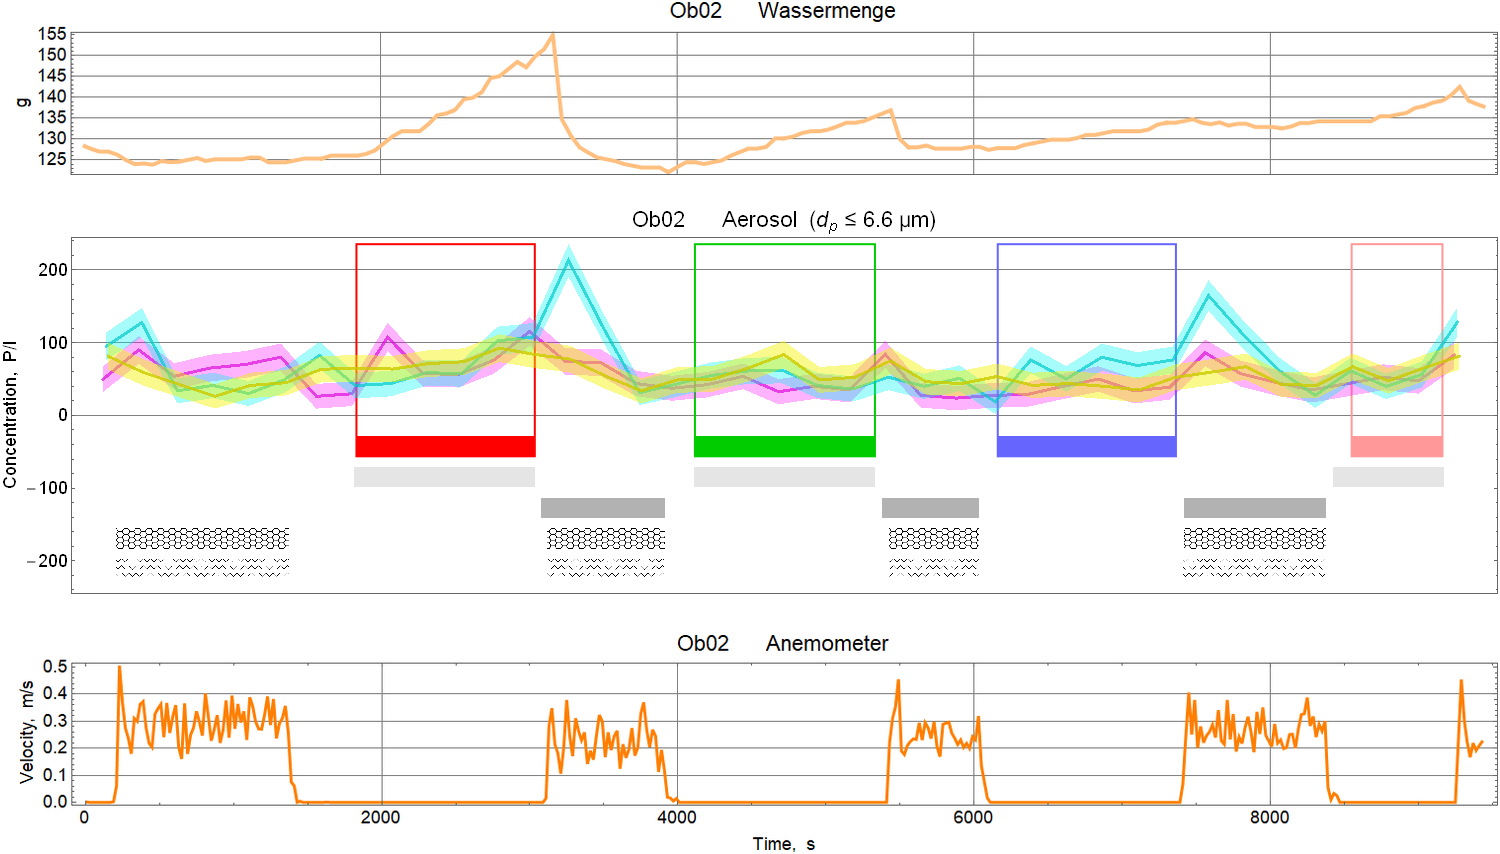 Ob02 Wassermenge
155
150
145
140
135
130
125
g
Ob02 Aerosol (dp ≤ 6.6 µm)
200
100
0
−100
−200
Concentration, P/l
Ob02 Anemometer
0.5
0.4
0.3
0.2
0.1
0.0
Velocity, m/s
0 2000 4000 6000 8000
Time, s